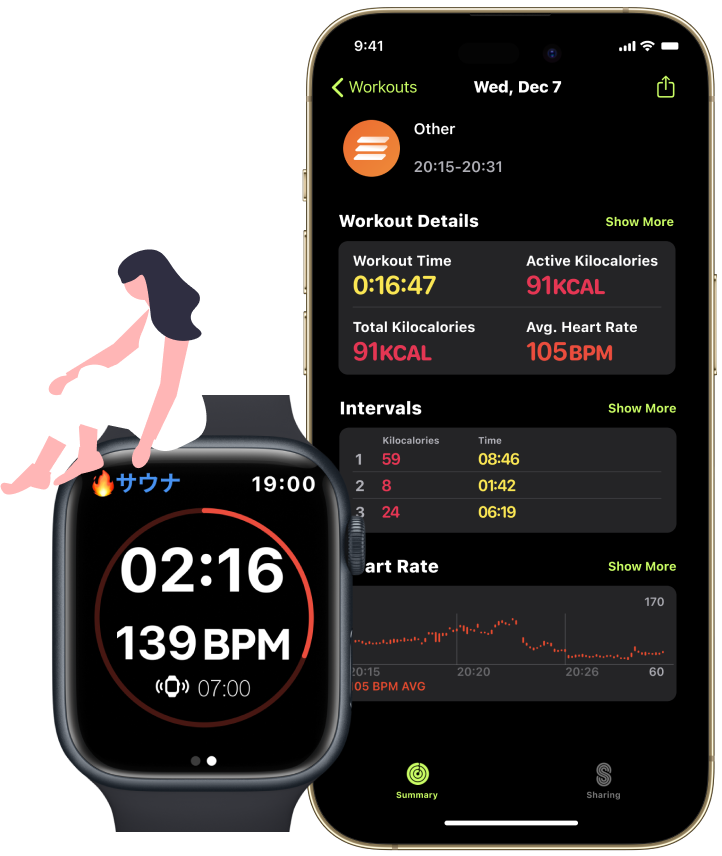 9:41
Workouts
Wed, Dec 7
Other
20:15-20:31
Workout Details Show More
Workout Time Active Kilocalories
0:16:47 91KCAL
Total Kilocalories Avg. Heart Rate
91KCAL 105BPM
Intervals Show More
Kilocalories Time
1 59 08:46
2 8 01:42
3 24 06:19
art Rate Show More
170
20:15 20:20 20:26 60
105 BPM AVG
Summary Sharing
サウナ 19:00
02:16
139BPM
07:00